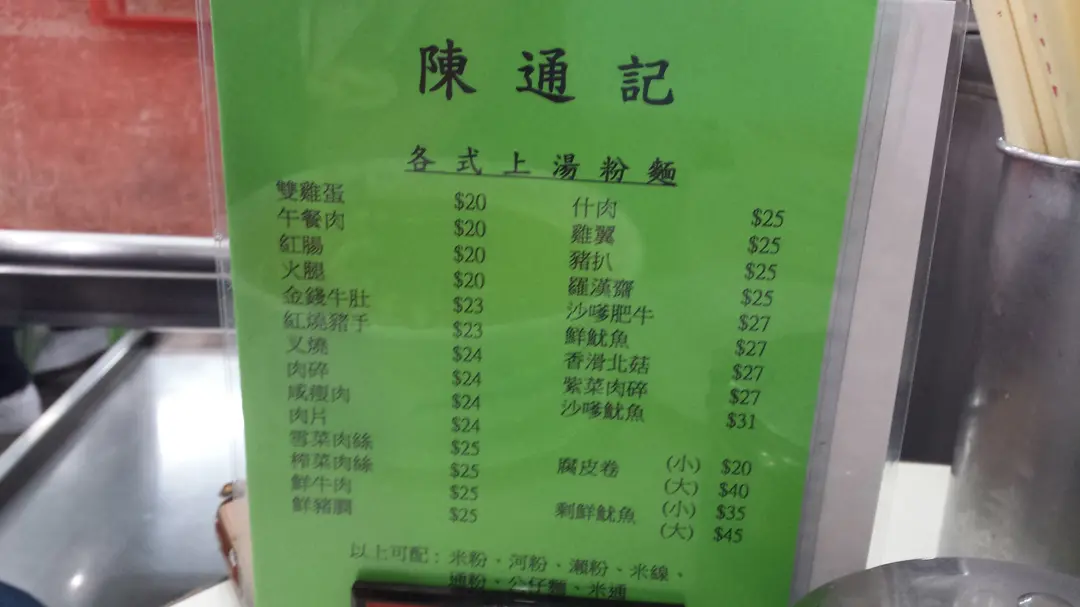 陳通記
各式上湯粉麵
雙雞蛋 $20
午餐肉 $20
紅腸 $20
火腿 $20
金錢牛肚 $23
紅燒豬手 $23
叉燒 $24
肉碎 $24
咸瘦肉 $24
肉片 $24
雪菜肉絲 $25
榨菜肉絲 $25
鮮牛肉 $25
鮮豬膶 $25
什肉 $25
雞翼 $25
豬扒 $25
羅漢齋 $25
沙嗲肥牛 $27
鮮魷魚 $27
香滑北菇 $27
紫菜肉碎 $27
沙嗲魷魚 $31
腐皮卷 (小) $20
(大) $40
剩鮮魷魚 (小) $35
(大) $45
以上可配：米粉、河粉、瀨粉、米線、
通粉、公仔麵、米通